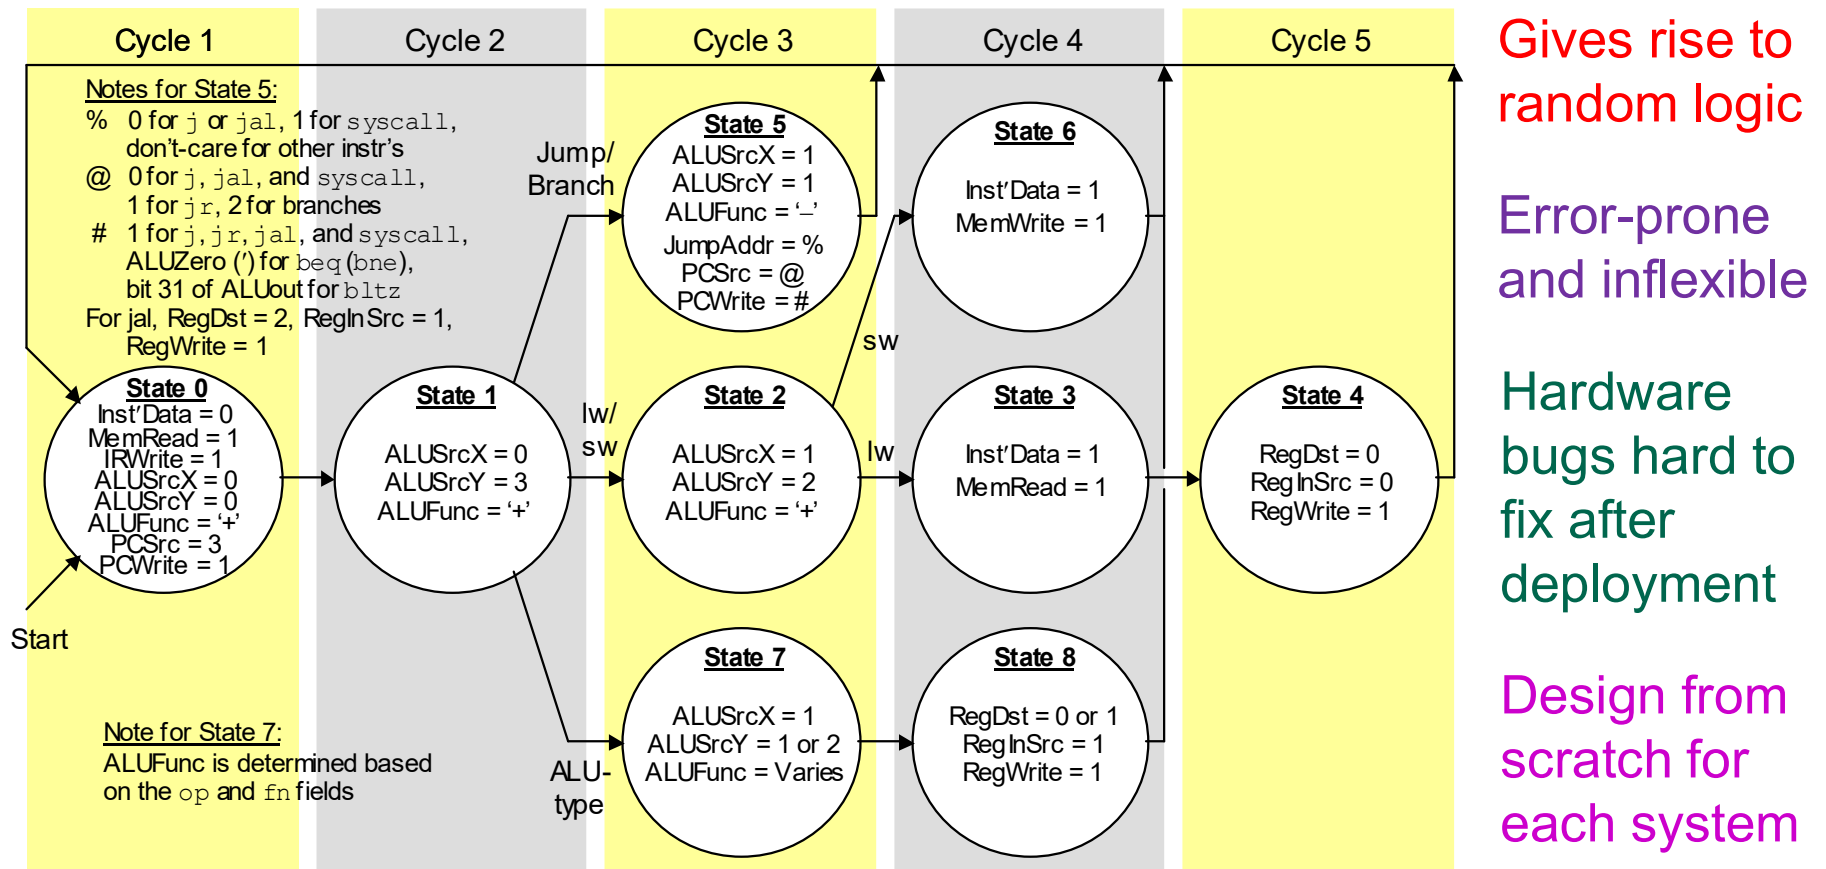 Cycle 1
Cycle 2
Cycle 3
Cycle 4
Cycle 5
Notes for State 5:
% 0 for j or jal, 1 for syscall,
don't-care for other instr's
@ 0 for j, jal, and syscall,
1 for jr, 2 for branches
# 1 for j, jr, jal, and syscall,
ALUZero (′) for beq (bne),
bit 31 of ALUout for bltz
For jal, RegDst = 2, RegInSrc = 1,
RegWrite = 1
Jump/
Branch
State 5
ALUSrcX = 1
ALUSrcY = 1
ALUFunc = ‘–’
JumpAddr = %
PCSrc = @
PCWrite = #
State 6
Inst′Data = 1
MemWrite = 1
sw
State 0
Inst′Data = 0
MemRead = 1
IRWrite = 1
ALUSrcX = 0
ALUSrcY = 0
ALUFunc = ‘+’
PCSrc = 3
PCWrite = 1
Start
State 1
ALUSrcX = 0
ALUSrcY = 3
ALUFunc = ‘+’
lw/
sw
State 2
ALUSrcX = 1
ALUSrcY = 2
ALUFunc = ‘+’
lw
State 3
Inst′Data = 1
MemRead = 1
State 4
RegDst = 0
RegInSrc = 0
RegWrite = 1
Note for State 7:
ALUFunc is determined based
on the op and fn fields
ALU-
type
State 7
ALUSrcX = 1
ALUSrcY = 1 or 2
ALUFunc = Varies
State 8
RegDst = 0 or 1
RegInSrc = 1
RegWrite = 1
Gives rise to
random logic
Error-prone
and inflexible
Hardware
bugs hard to
fix after
deployment
Design from
scratch for
each system